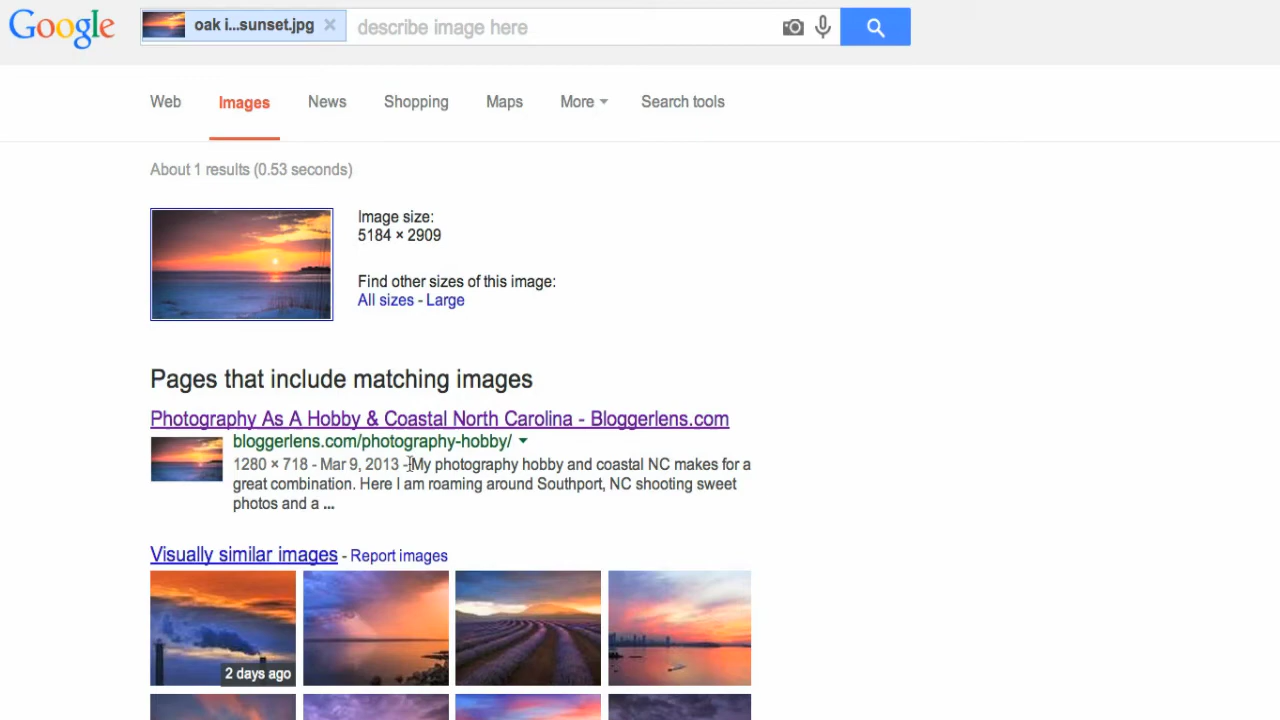 Google oak i...sunset.jpg × describe image here
Web Images News Shopping Maps More Search tools
About 1 results (0.53 seconds)
Image size:
5184 × 2909
Find other sizes of this image:
All sizes - Large
Pages that include matching images
Photography As A Hobby & Coastal North Carolina - Bloggerlens.com
bloggerlens.com/photography-hobby/
1280 × 718 - Mar 9, 2013 - My photography hobby and coastal NC makes for a
great combination. Here I am roaming around Southport, NC shooting sweet
photos and a ...
Visually similar images - Report images
2 days ago